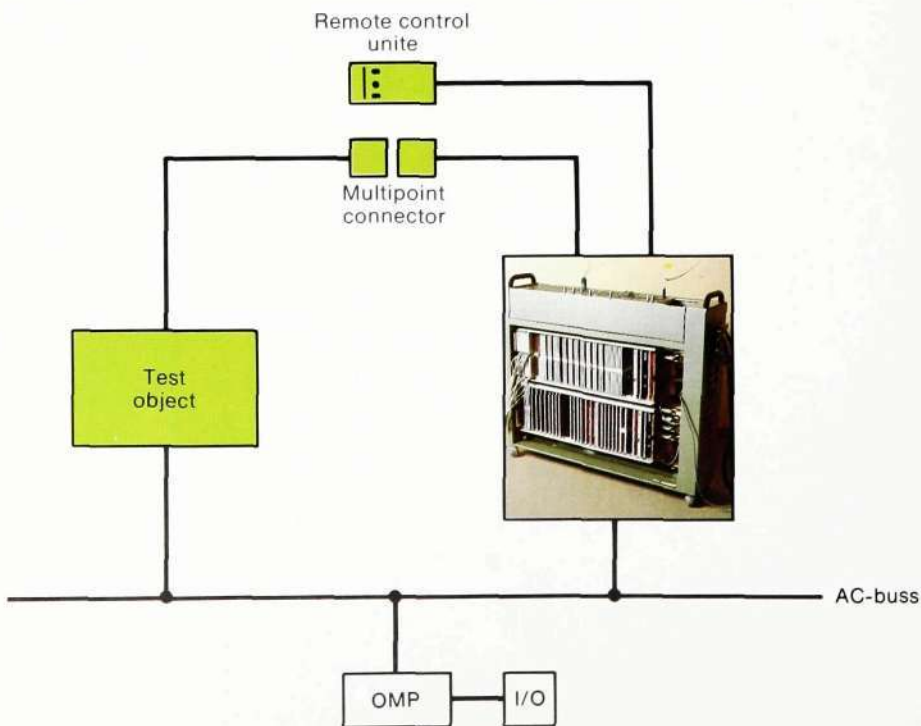 Remote control
unite
Multipoint
connector
Test
object
AC-buss
OMP
I/O